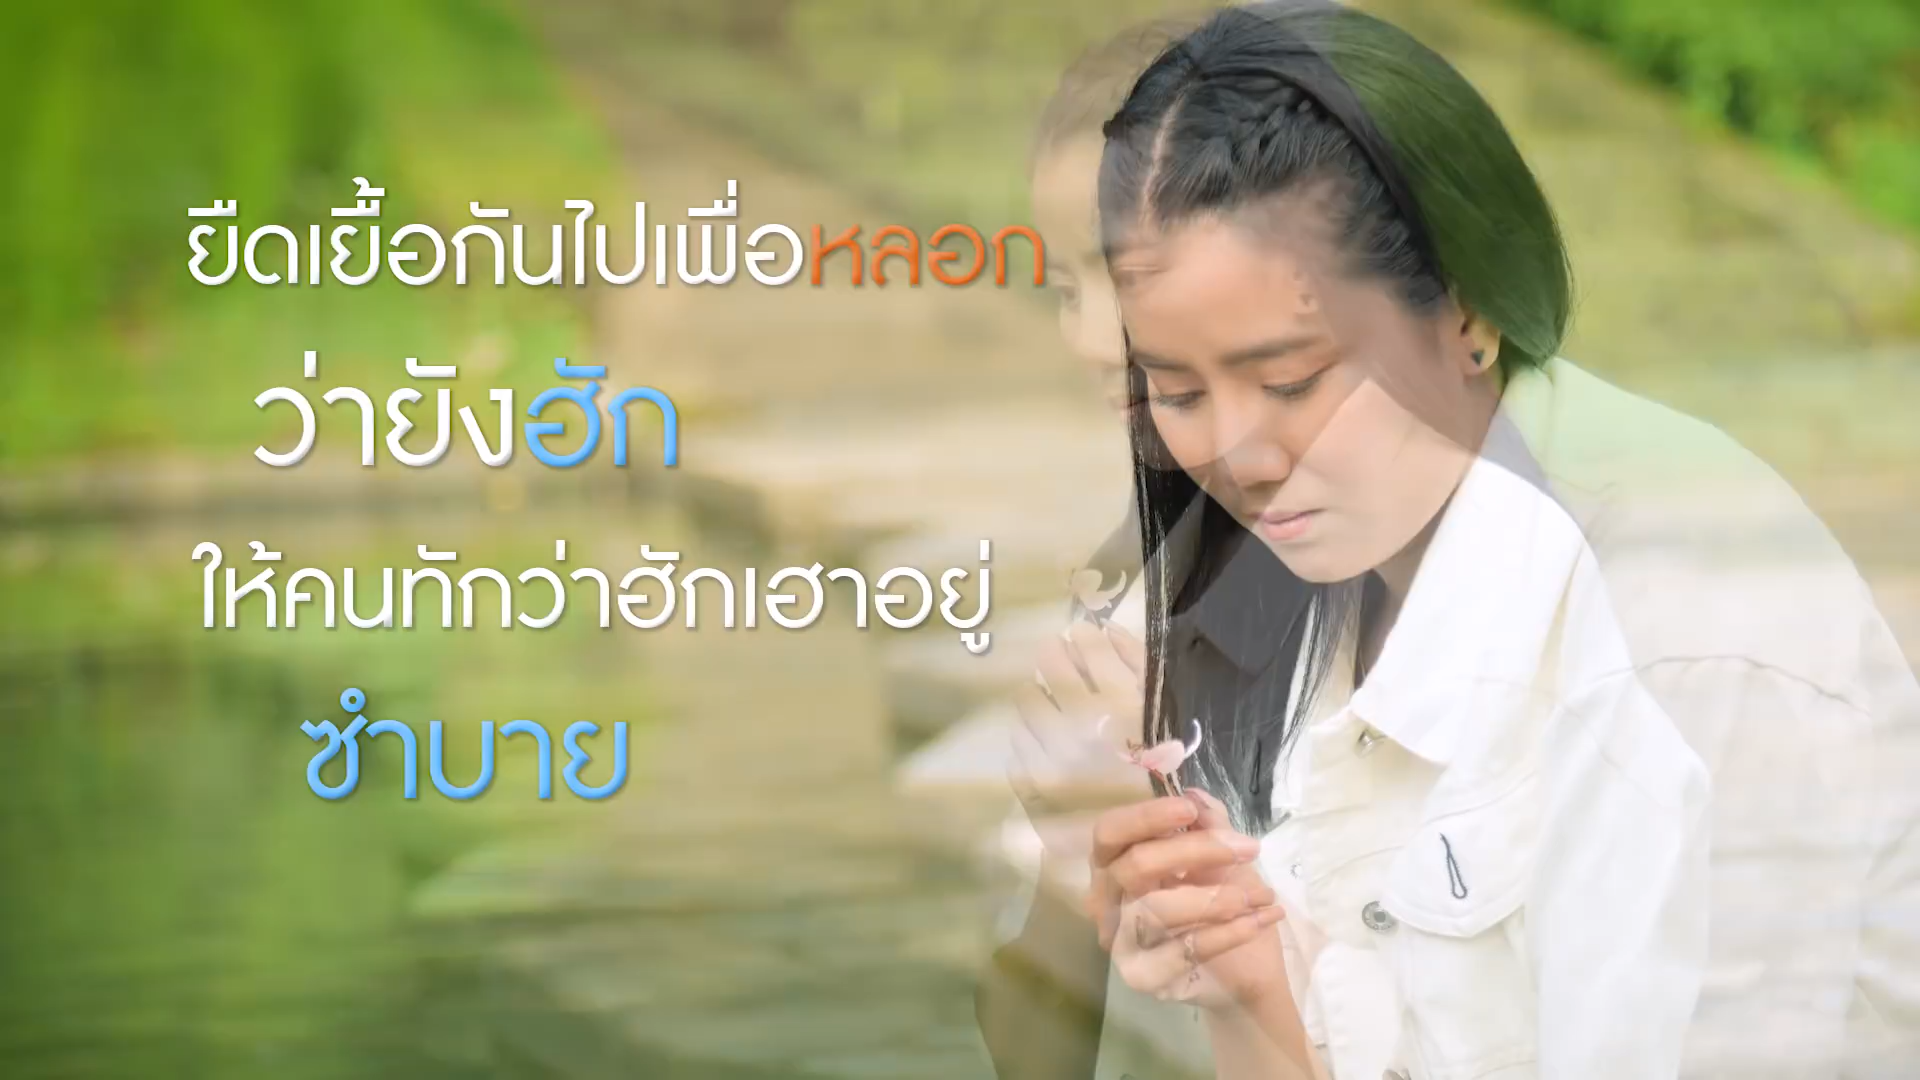 ยืดเยื้อกันไปเพื่อหลอก
ว่ายังฮัก
ให้คนทักว่าฮักเฮาอยู่
ซำบาย